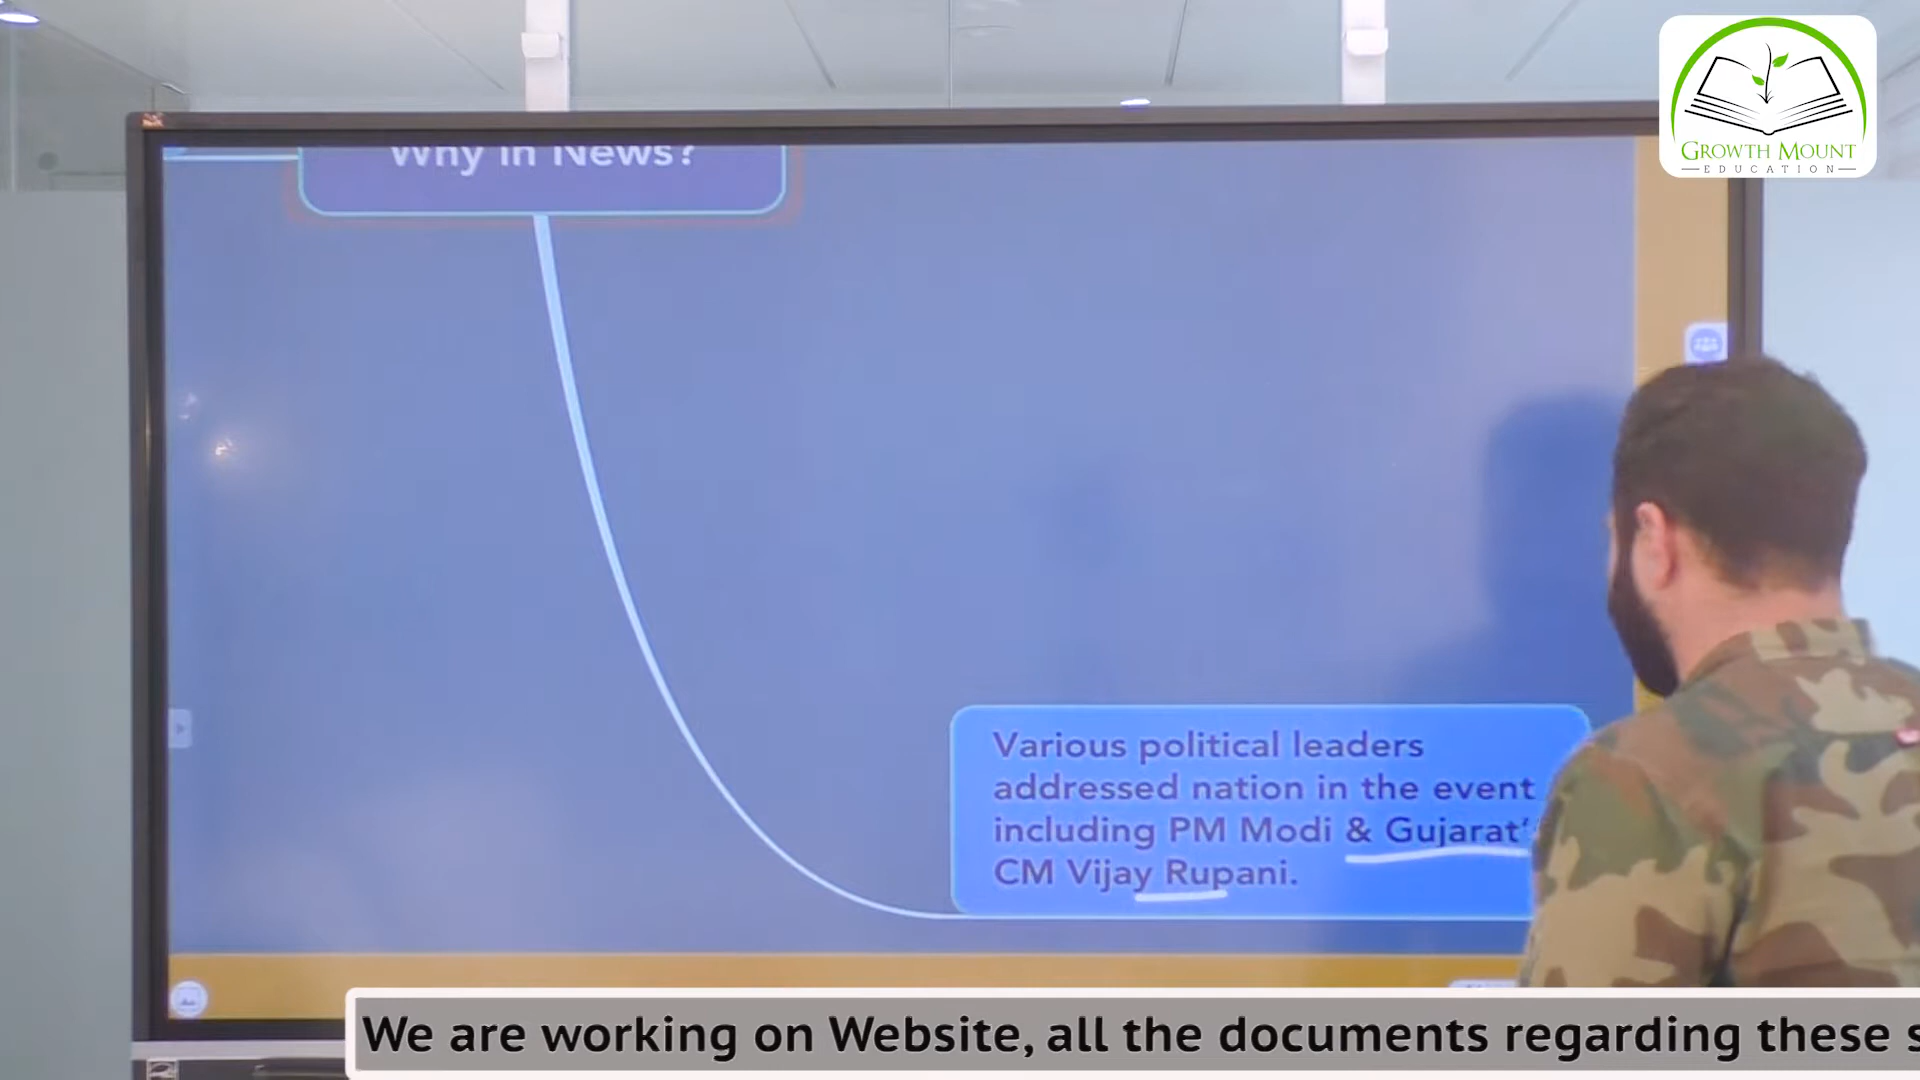 GROWTH MOUNT
EDUCATION
Why in News?
Various political leaders
addressed nation in the event
including PM Modi & Gujarat'
CM Vijay Rupani.
We are working on Website, all the documents regarding these s